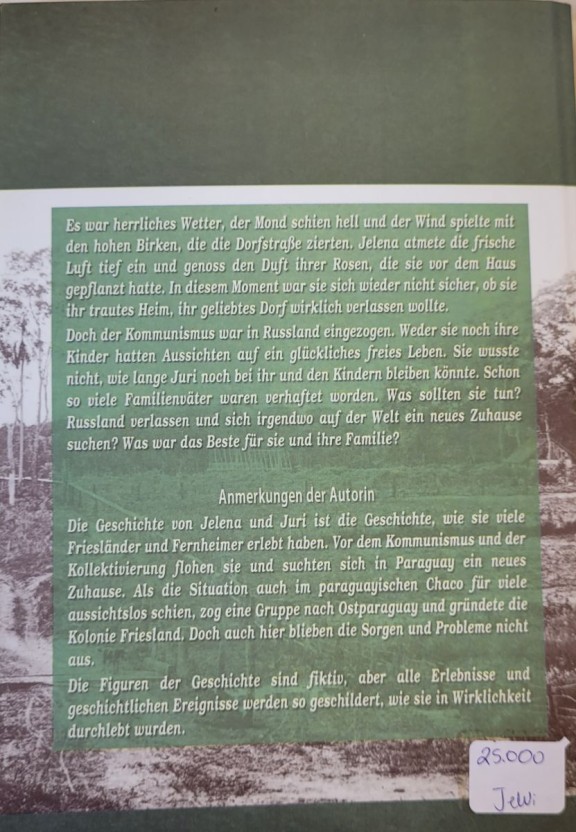 Es war herrliches Wetter, der Mond schien hell und der Wind spielte mit
den hohen Birken, die die Dorfstraße zierten. Jelena atmete die frische
Luft tief ein und genoss den Duft ihrer Rosen, die sie vor dem Haus
gepflanzt hatte. In diesem Moment war sie sich wieder nicht sicher, ob sie
ihr trautes Heim, ihr geliebtes Dorf wirklich verlassen wollte.
Doch der Kommunismus war in Russland eingezogen. Weder sie noch ihre
Kinder hatten Aussichten auf ein glückliches freies Leben. Sie wusste
nicht, wie lange Juri noch bei ihr und den Kindern bleiben könnte. Schon
so viele Familienväter waren verhaftet worden. Was sollten sie tun?
Russland verlassen und sich irgendwo auf der Welt ein neues Zuhause
suchen? Was war das Beste für sie und ihre Familie?
Anmerkungen der Autorin
Die Geschichte von Jelena und Juri ist die Geschichte, wie sie viele
Friesländer und Fernheimer erlebt haben. Vor dem Kommunismus und der
Kollektivierung flohen sie und suchten sich in Paraguay ein neues
Zuhause. Als die Situation auch im paraguayischen Chaco für viele
aussichtslos schien, zog eine Gruppe nach Ostparaguay und gründete die
Kolonie Friesland. Doch auch hier blieben die Sorgen und Probleme nicht
aus.
Die Figuren der Geschichte sind fiktiv, aber alle Erlebnisse und
geschichtlichen Ereignisse werden so geschildert, wie sie in Wirklichkeit
durchlebt wurden.
25.000
JeWi